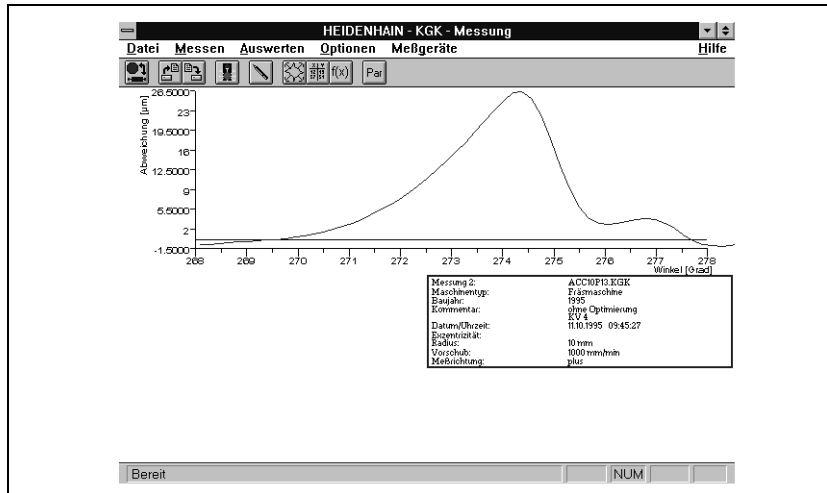 HEIDENHAIN - KGK - Messung
Datei Messen Auswerten Optionen Meßgeräte Hilfe
f(x) Par
Abweichung [µm]
26.5000
23
19.5000
16
12.5000
9
5.5000
2
-1.5000
268 269 270 271 272 273 274 275 276 277 278
Winkel [Grad]
Messung 2: ACC10P13.KGK
Maschinentyp: Fräsmaschine
Baujahr: 1995
Kommentar: ohne Optimierung
KV 4
Datum/Uhrzeit: 11.10.1995 09:45:27
Exzentrizität:
Radius: 10 mm
Vorschub: 1000 mm/min
Meßrichtung: plus
Bereit NUM